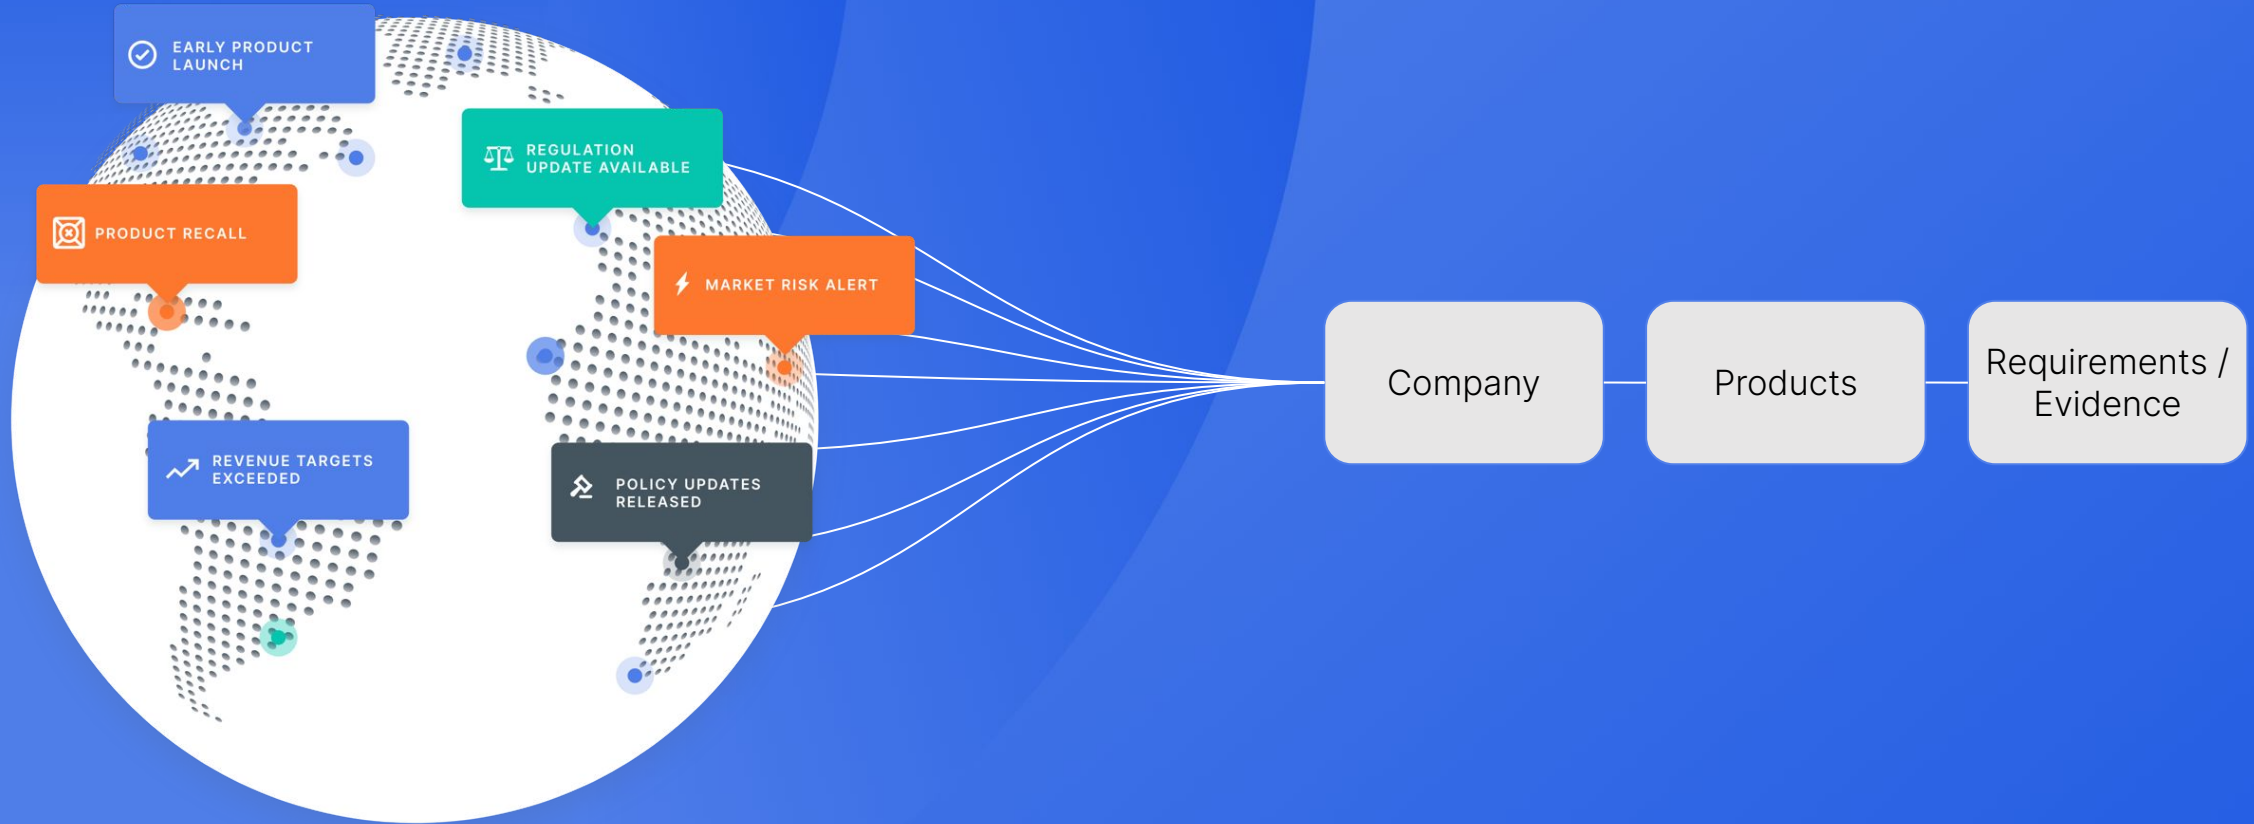 EARLY PRODUCT
LAUNCH
REGULATION
UPDATE AVAILABLE
PRODUCT RECALL
MARKET RISK ALERT
REVENUE TARGETS
EXCEEDED
POLICY UPDATES
RELEASED
Company
Products
Requirements /
Evidence